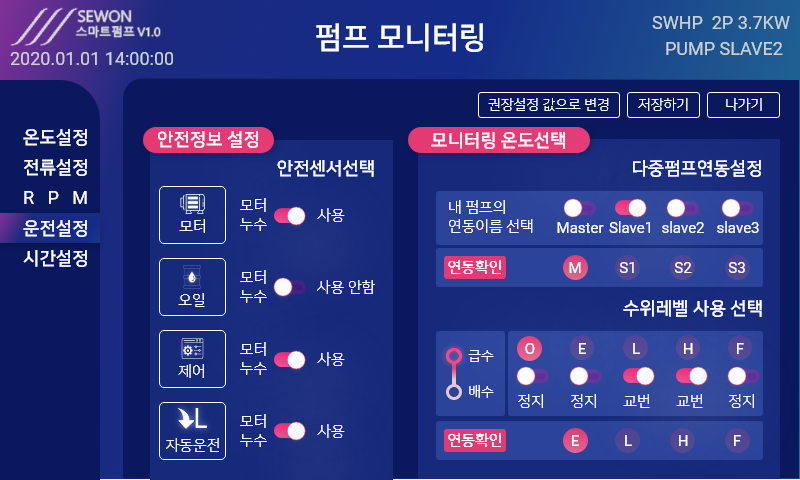 SEWON
스마트펌프 V1.0
2020.01.01 14:00:00
펌프 모니터링
SWHP 2P 3.7KW
PUMP SLAVE2
권장설정 값으로 변경
저장하기
나가기
온도설정
전류설정
R P M
운전설정
시간설정
안전정보 설정
안전센서선택
모터
모터
누수
사용
오일
모터
누수
사용 안함
제어
모터
누수
사용
L
자동운전
모터
누수
사용
모니터링 온도선택
다중펌프연동설정
내 펌프의
연동이름 선택
Master Slave1 slave2 slave3
연동확인 M S1 S2 S3
수위레벨 사용 선택
급수
배수
O E L H F
정지 정지 교번 교번 정지
연동확인 E L H F